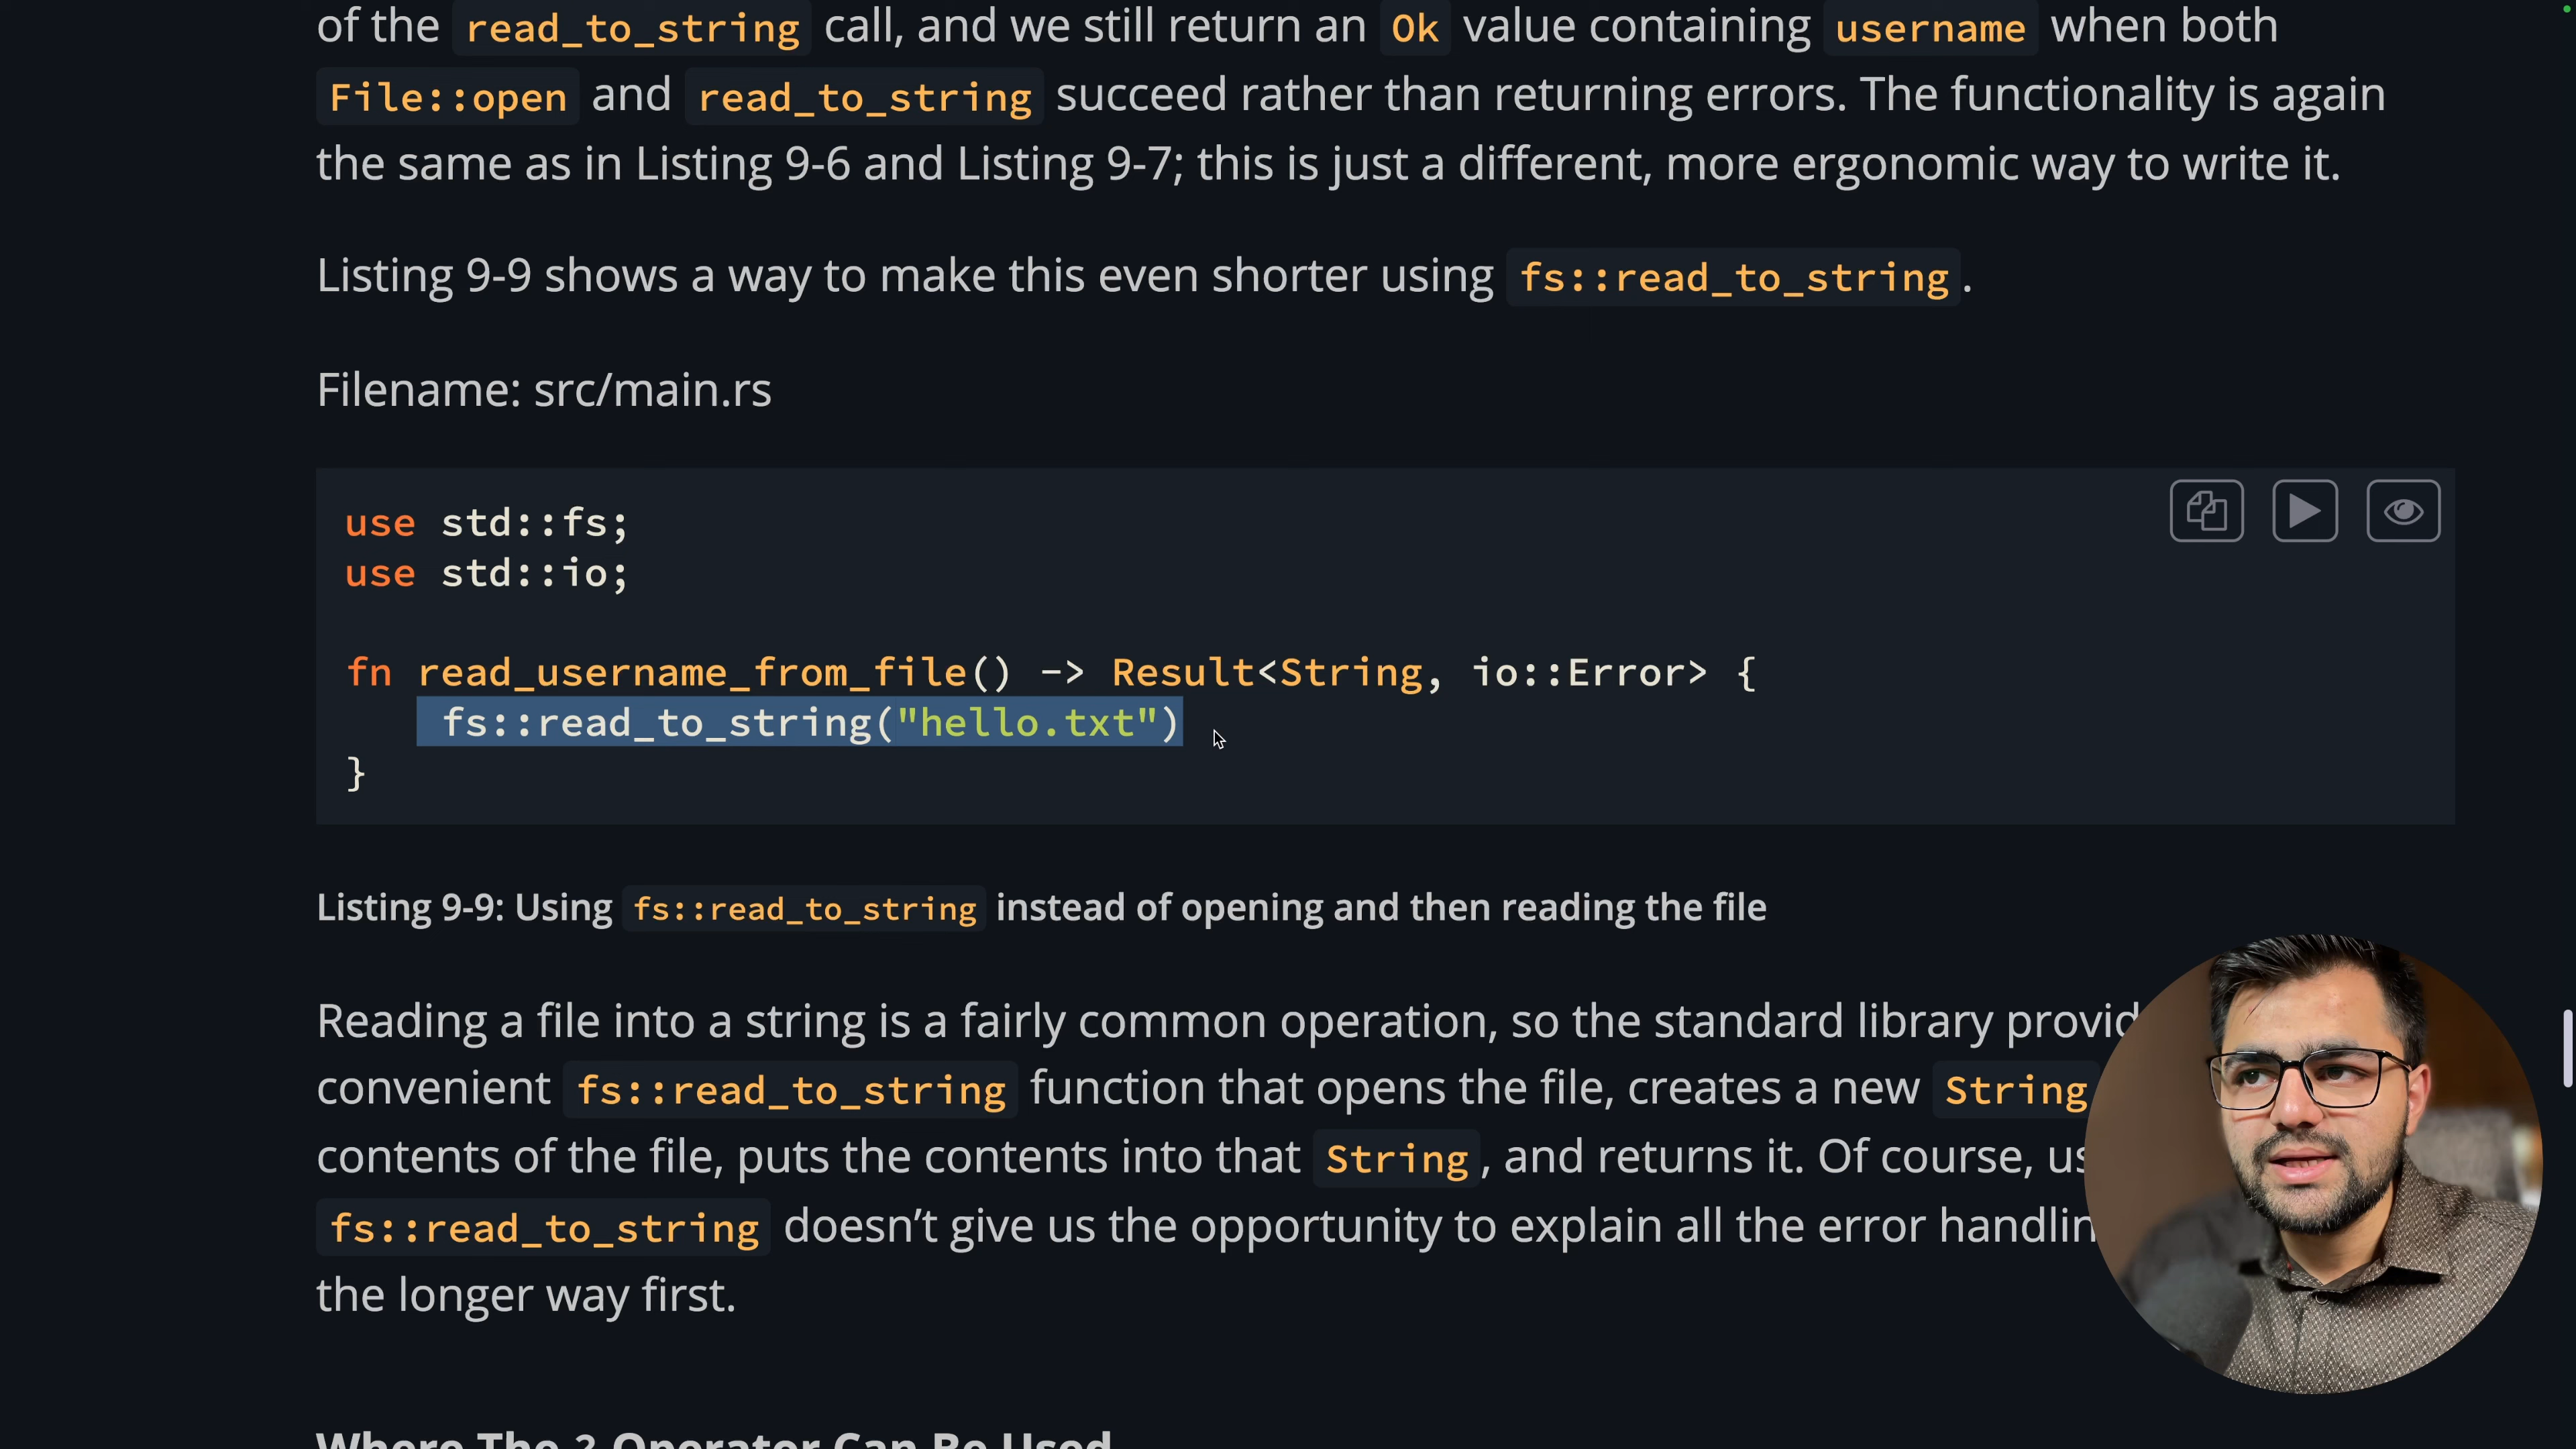 of the read_to_string call, and we still return an Ok value containing username when both
File::open and read_to_string succeed rather than returning errors. The functionality is again
the same as in Listing 9-6 and Listing 9-7; this is just a different, more ergonomic way to write it.
Listing 9-9 shows a way to make this even shorter using fs::read_to_string.
Filename: src/main.rs
use std::fs;
use std::io;
fn read_username_from_file() -> Result<String, io::Error> {
    fs::read_to_string("hello.txt")
}
Listing 9-9: Using fs::read_to_string instead of opening and then reading the file
Reading a file into a string is a fairly common operation, so the standard library
convenient fs::read_to_string function that opens the file, creates a new String
contents of the file, puts the contents into that String, and returns it. Of course,
fs::read_to_string doesn’t give us the opportunity to explain all the error
the longer way first.
Where The ? Operator Can Be Used